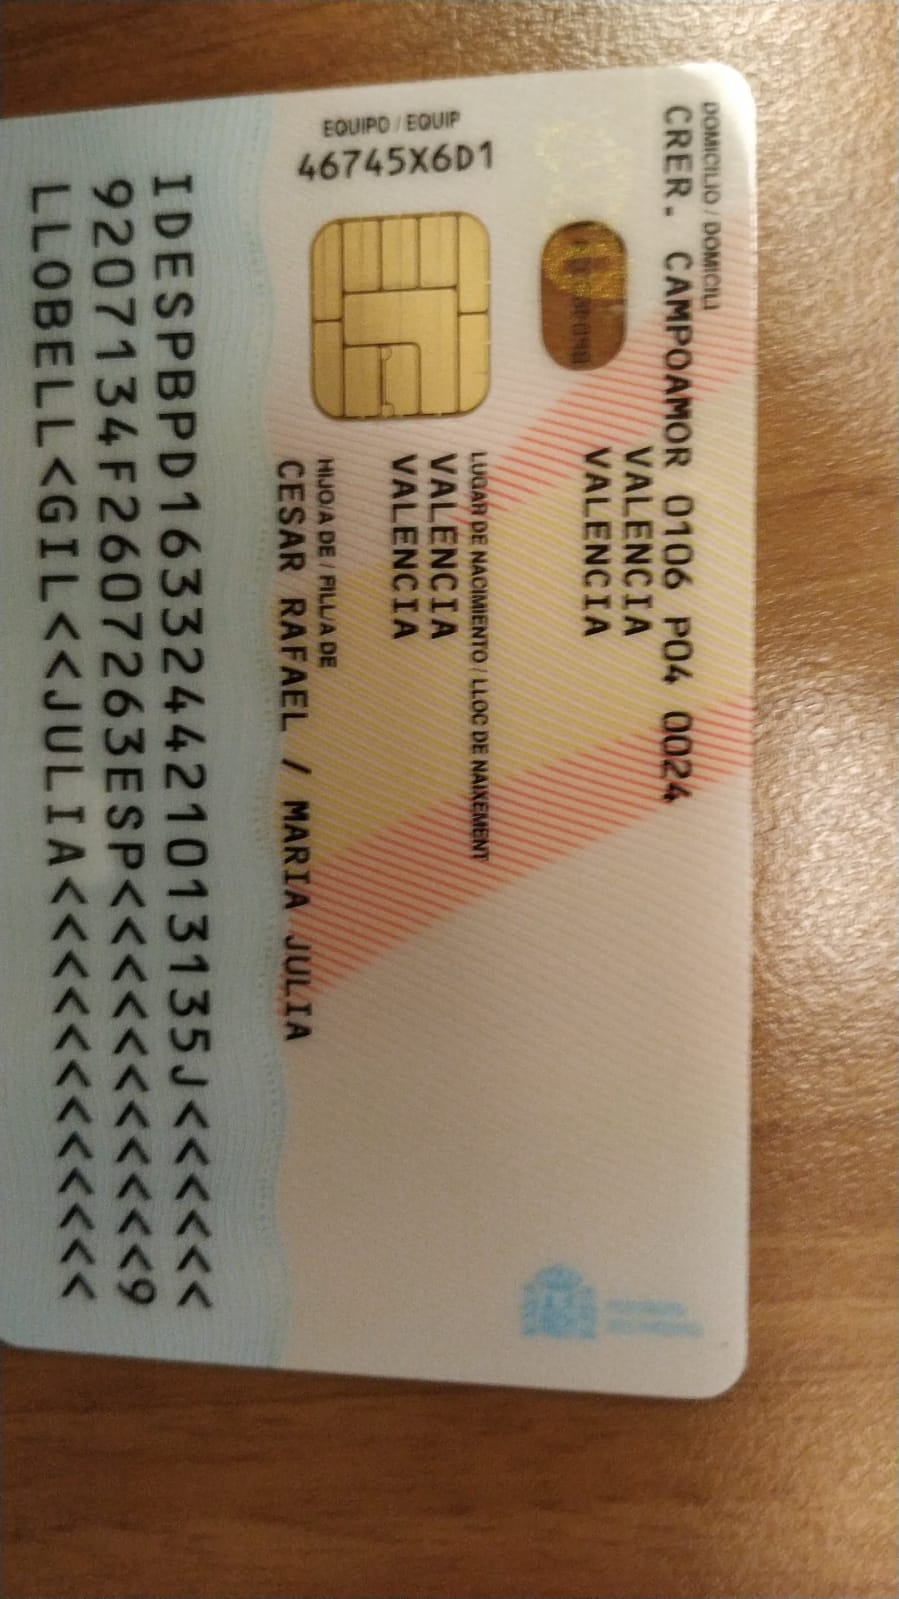 DOMICILIO / DOMICILI
CRER. CAMPOAMOR 0106 P04 0024
VALENCIA
VALENCIA
LUGAR DE NACIMIENTO / LLOC DE NAIXEMENT
VALENCIA
VALENCIA
HIJO/A DE / FILL/A DE
CESAR RAFAEL / MARIA JULIA
EQUIPO / EQUIP
46745X6D1
IDESPBPD163324421013135J<<<<<<
9207134F2607263ESP<<<<<<<<<<<9
LLOBELL<GIL<<JULIA<<<<<<<<<<<<